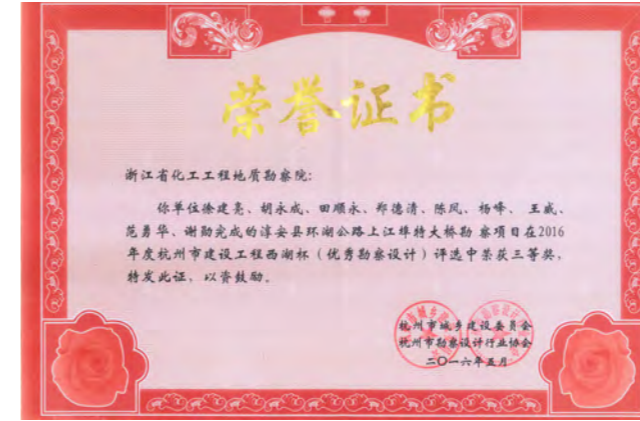 荣誉证书
浙江省化工工程地质勘察院:
你单位徐建亮、胡永成、田顺永、郑德清、陈凤、杨峰、王威、
范勇华、谢勋完成的淳安县环湖公路上江埠特大桥勘察项目在2016
年度杭州市建设工程西湖杯(优秀勘察设计)评选中荣获三等奖,
特发此证,以资鼓励。
杭州市城乡建设委员会
杭州市勘察设计行业协会
二〇一六年五月